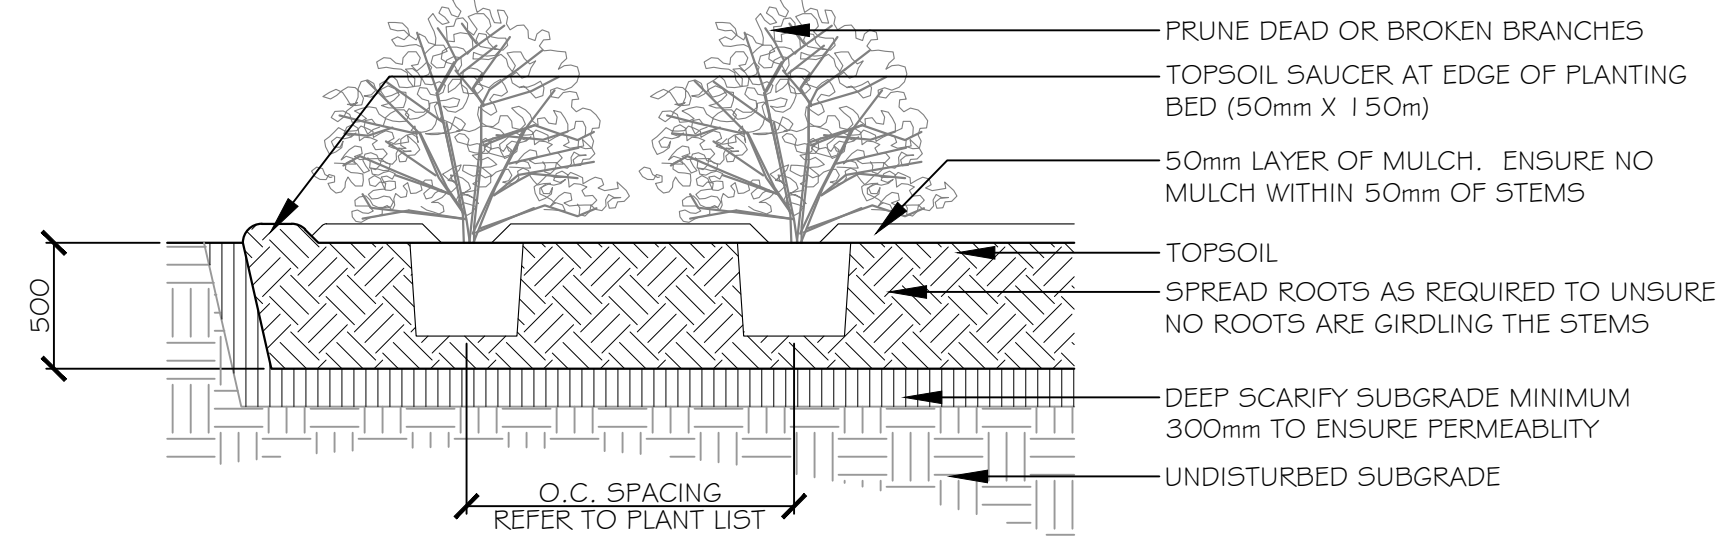 PRUNE DEAD OR BROKEN BRANCHES
TOPSOIL SAUCER AT EDGE OF PLANTING
BED (50mm X 150m)
50mm LAYER OF MULCH. ENSURE NO
MULCH WITHIN 50mm OF STEMS
TOPSOIL
SPREAD ROOTS AS REQUIRED TO UNSURE
NO ROOTS ARE GIRDLING THE STEMS
DEEP SCARIFY SUBGRADE MINIMUM
300mm TO ENSURE PERMEABLITY
UNDISTURBED SUBGRADE
500
O.C. SPACING
REFER TO PLANT LIST